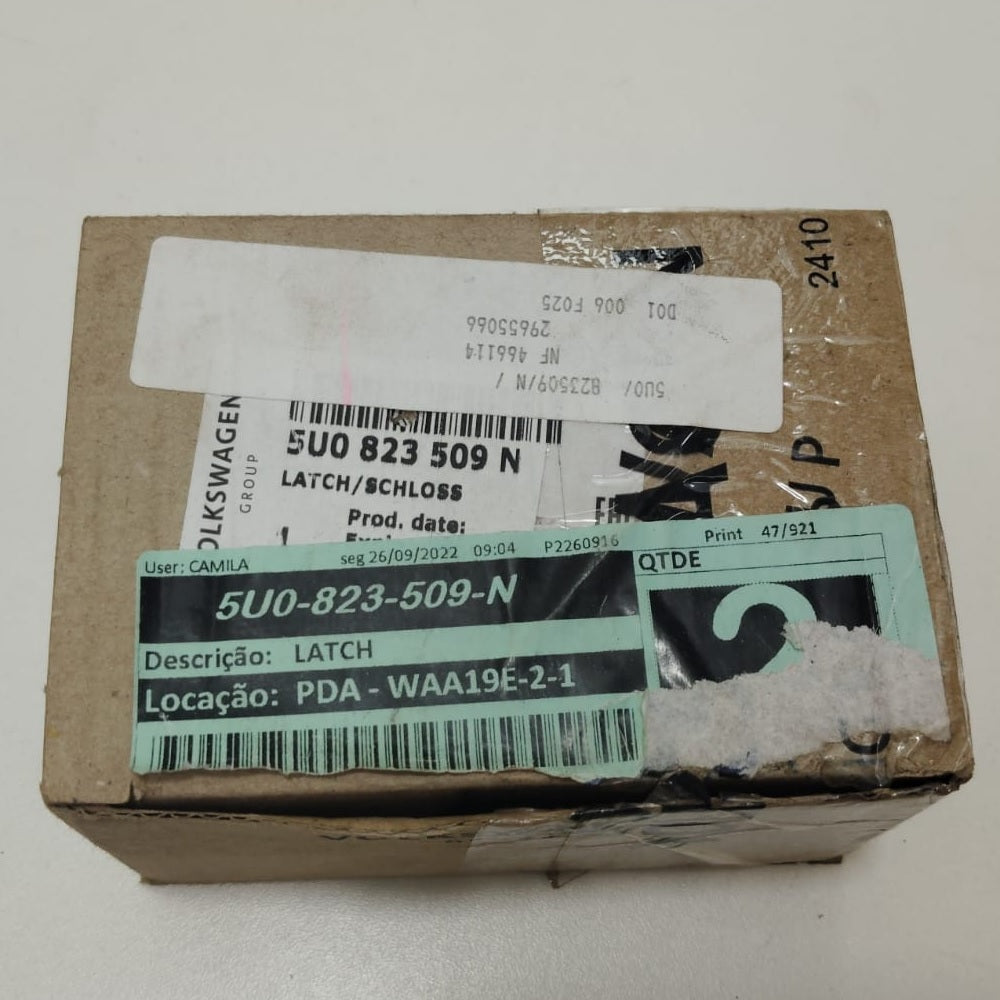 2410
D01 006 F025
29655066
NF 466114
5U0/ 823509/N /
GROUP
5U0 823 509 N
LATCH/SCHLOSS
Prod. date:
User: CAMILA seg 26/09/2022 09:04 P2260916 Print 47/921
5U0-823-509-N
QTDE
Descrição: LATCH
Locação: PDA - WAA19E-2-1